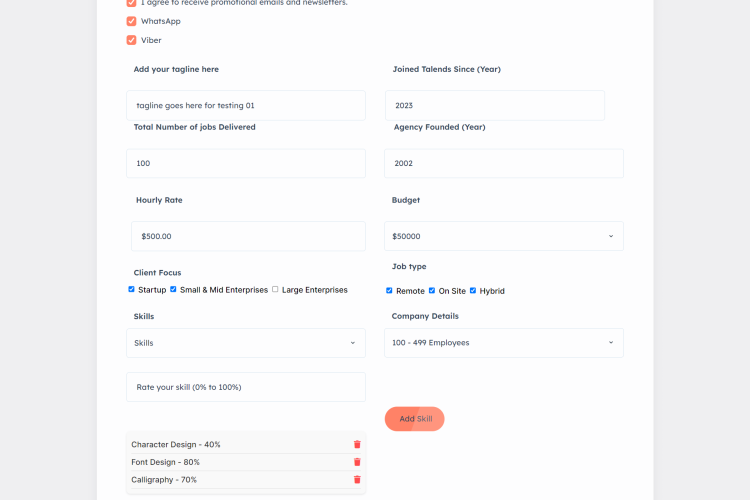 I agree to receive promotional emails and newsletters.
WhatsApp
Viber
Add your tagline here
Joined Talends Since (Year)
tagline goes here for testing 01
2023
Total Number of jobs Delivered
Agency Founded (Year)
100
2002
Hourly Rate
Budget
$500.00
$50000
Client Focus
Job type
Startup Small & Mid Enterprises Large Enterprises
Remote On Site Hybrid
Skills
Company Details
Skills
100 - 499 Employees
Rate your skill (0% to 100%)
Add Skill
Character Design - 40%
Font Design - 80%
Calligraphy - 70%